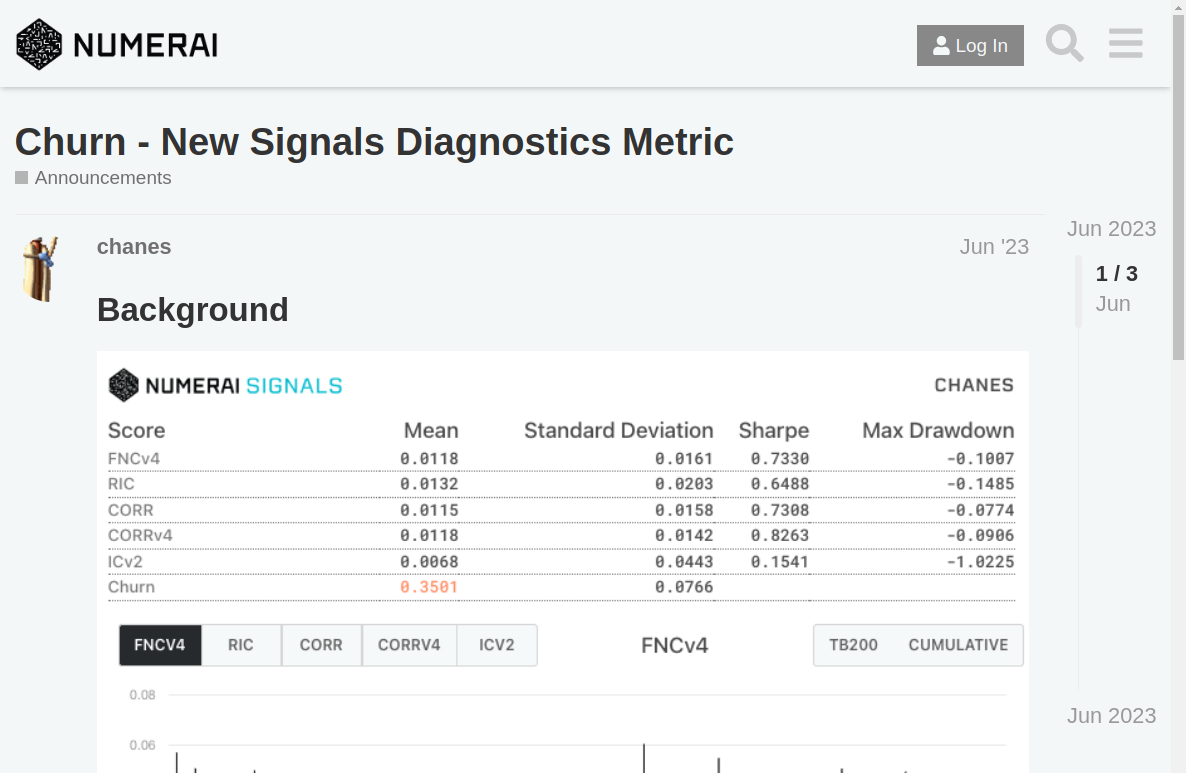 NUMERAI
Log In
Churn - New Signals Diagnostics Metric
Announcements
chanes
Jun '23
Jun 2023
1 / 3
Jun
Background
NUMERAI SIGNALS
CHANES
Score Mean Standard Deviation Sharpe Max Drawdown
FNCv4 0.0118 0.0161 0.7330 -0.1007
RIC 0.0132 0.0203 0.6488 -0.1485
CORR 0.0115 0.0158 0.7308 -0.0774
CORRv4 0.0118 0.0142 0.8263 -0.0906
ICv2 0.0068 0.0443 0.1541 -1.0225
Churn 0.3501 0.0766
FNCV4 RIC CORR CORRV4 ICV2 FNCv4 TB200 CUMULATIVE
0.08
0.06
Jun 2023